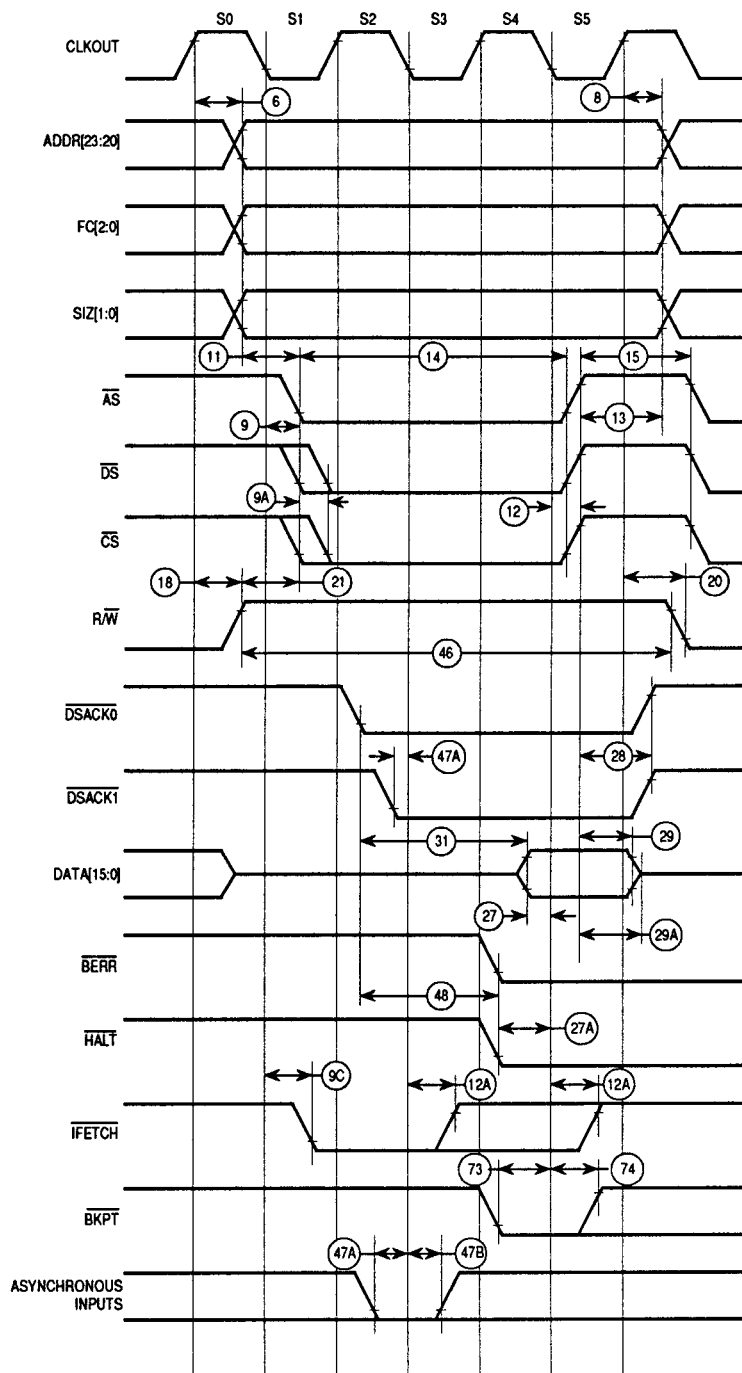 S0 S1 S2 S3 S4 S5
CLKOUT
6 8
ADDR[23:20]
FC[2:0]
SIZ[1:0]
11 14 15
AS
9 13
DS
9A 12
CS
18 21 20
R/W
46
DSACK0
47A 28
DSACK1
31 29
DATA[15:0]
27 29A
BERR
48
27A
HALT
9C 12A 12A
IFETCH
73 74
BKPT
47A 47B
ASYNCHRONOUS
INPUTS